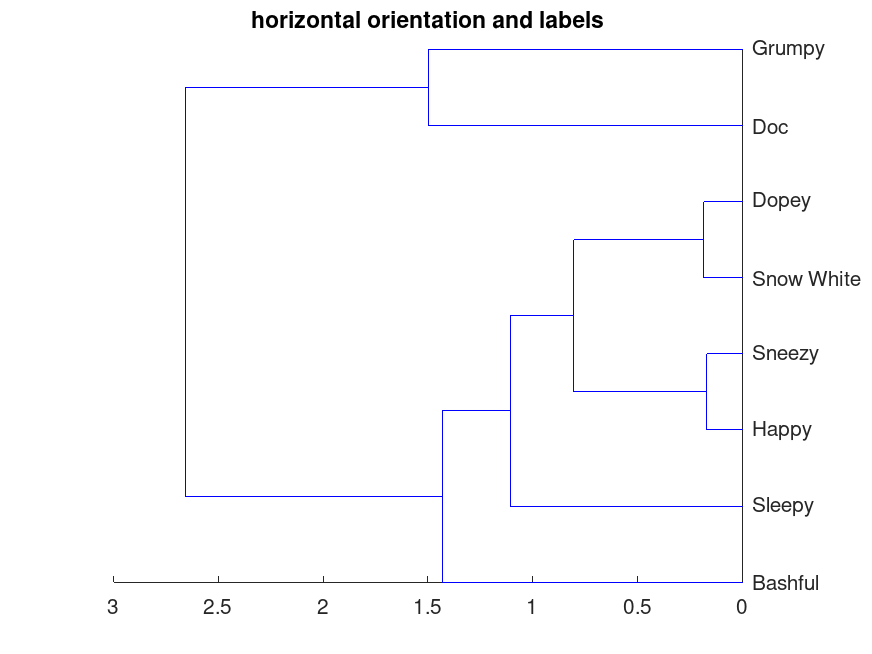 horizontal orientation and labels
Grumpy
Doc
Dopey
Snow White
Sneezy
Happy
Sleepy
Bashful
3 2.5 2 1.5 1 0.5 0